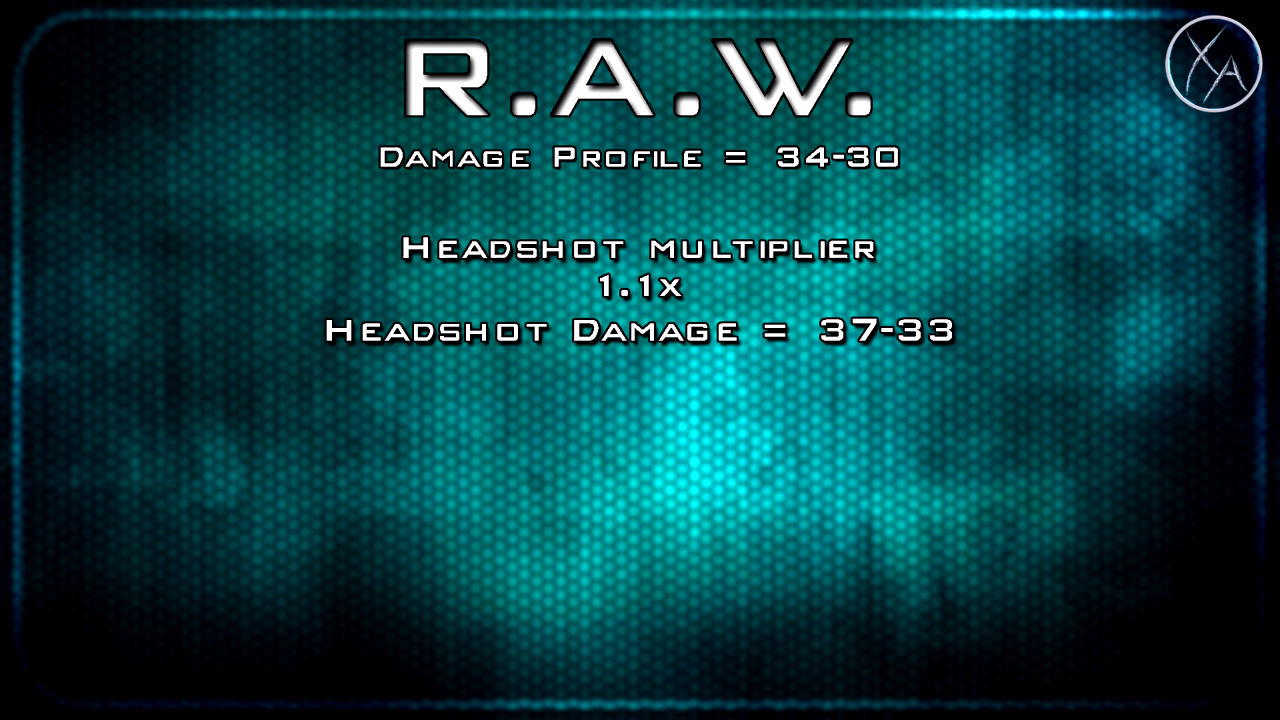 XA
R.A.W.
Damage Profile = 34-30
Headshot multiplier
1.1x
Headshot Damage = 37-33